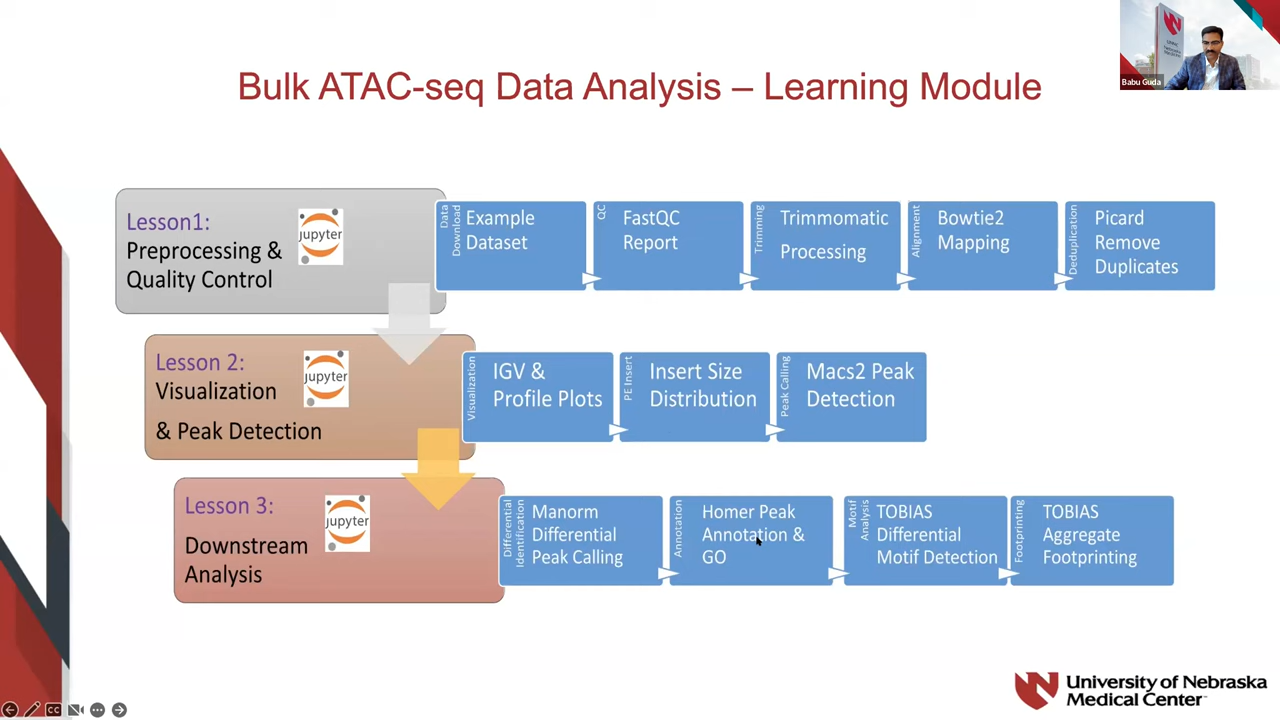 Bulk ATAC-seq Data Analysis – Learning Module
Babu Guda
Lesson1:
Preprocessing &
Quality Control
jupyter
Data
Download
Example
Dataset
QC
FastQC
Report
Trimming
Trimmomatic
Processing
Alignment
Bowtie2
Mapping
Deduplication
Picard
Remove
Duplicates
Lesson 2:
Visualization
& Peak Detection
jupyter
Visualization
IGV &
Profile Plots
PE Insert
Insert Size
Distribution
Peak Calling
Macs2 Peak
Detection
Lesson 3:
Downstream
Analysis
jupyter
Differential
Identification
Manorm
Differential
Peak Calling
Annotation
Homer Peak
Annotation &
GO
Motif
Analysis
TOBIAS
Differential
Motif Detection
Footprinting
TOBIAS
Aggregate
Footprinting
CC
University of Nebraska
Medical Center